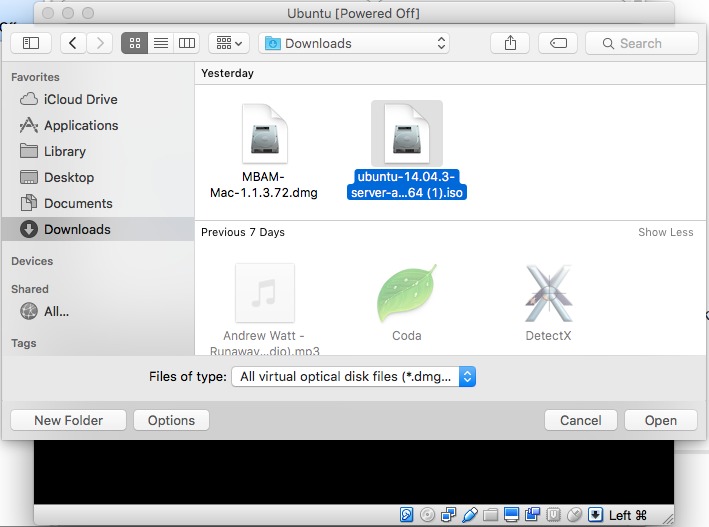 Ubuntu [Powered Off]
Downloads
Search
Favorites
iCloud Drive
Applications
Library
Desktop
Documents
Downloads
Devices
Shared
All...
Tags
Yesterday
MBAM-
Mac-1.1.3.72.dmg
ubuntu-14.04.3-
server-a...64 (1).iso
Previous 7 Days
Show Less
Andrew Watt -
Runaway...dio).mp3
Coda
DetectX
Files of type:
All virtual optical disk files (*.dmg...
New Folder
Options
Cancel
Open
Left ⌘